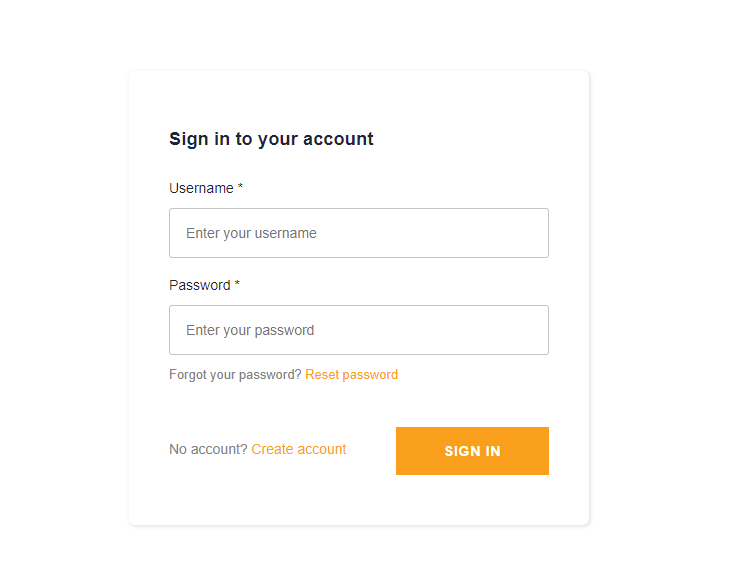 Sign in to your account
Username *
Enter your username
Password *
Enter your password
Forgot your password? Reset password
No account? Create account
SIGN IN